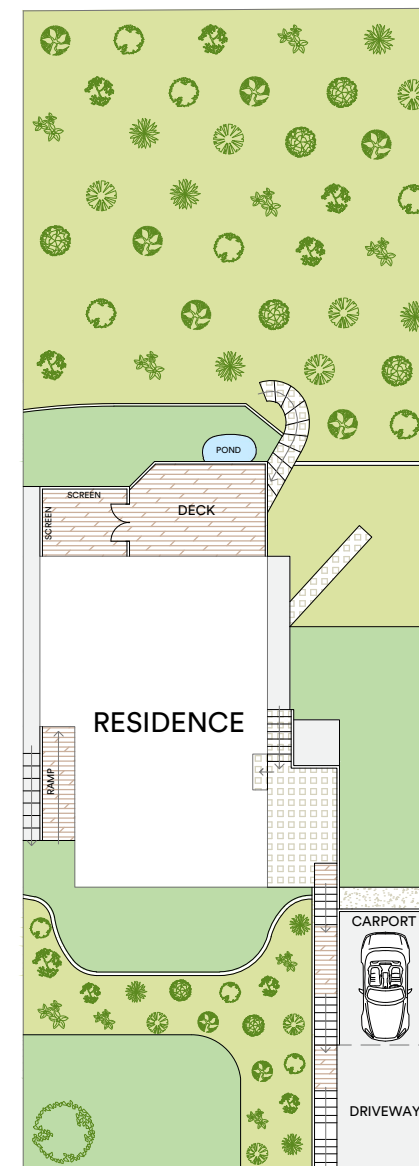 POND
SCREEN
SCREEN
DECK
RESIDENCE
RAMP
CARPORT
DRIVEWAY